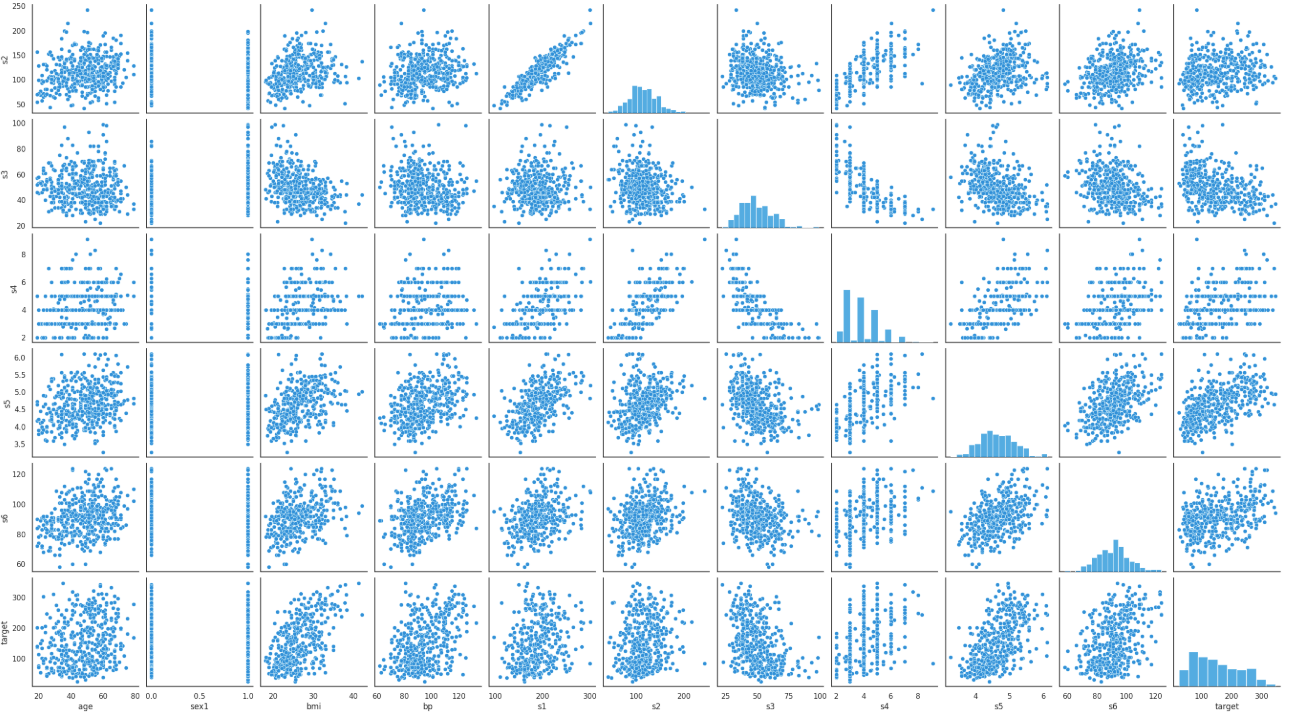 250
200
150
100
50
s2
100
80
60
40
20
s3
8
6
4
2
s4
6.0
5.5
5.0
4.5
4.0
3.5
s5
120
100
80
60
s6
300
200
100
target
20 40 60 80
age
0.0 0.5 1.0
sex1
20 30 40
bmi
60 80 100 120
bp
100 200 300
s1
100 200
s2
25 50 75 100
s3
2 4 6 8
s4
4 5 6
s5
60 80 100 120
s6
100 200 300
target